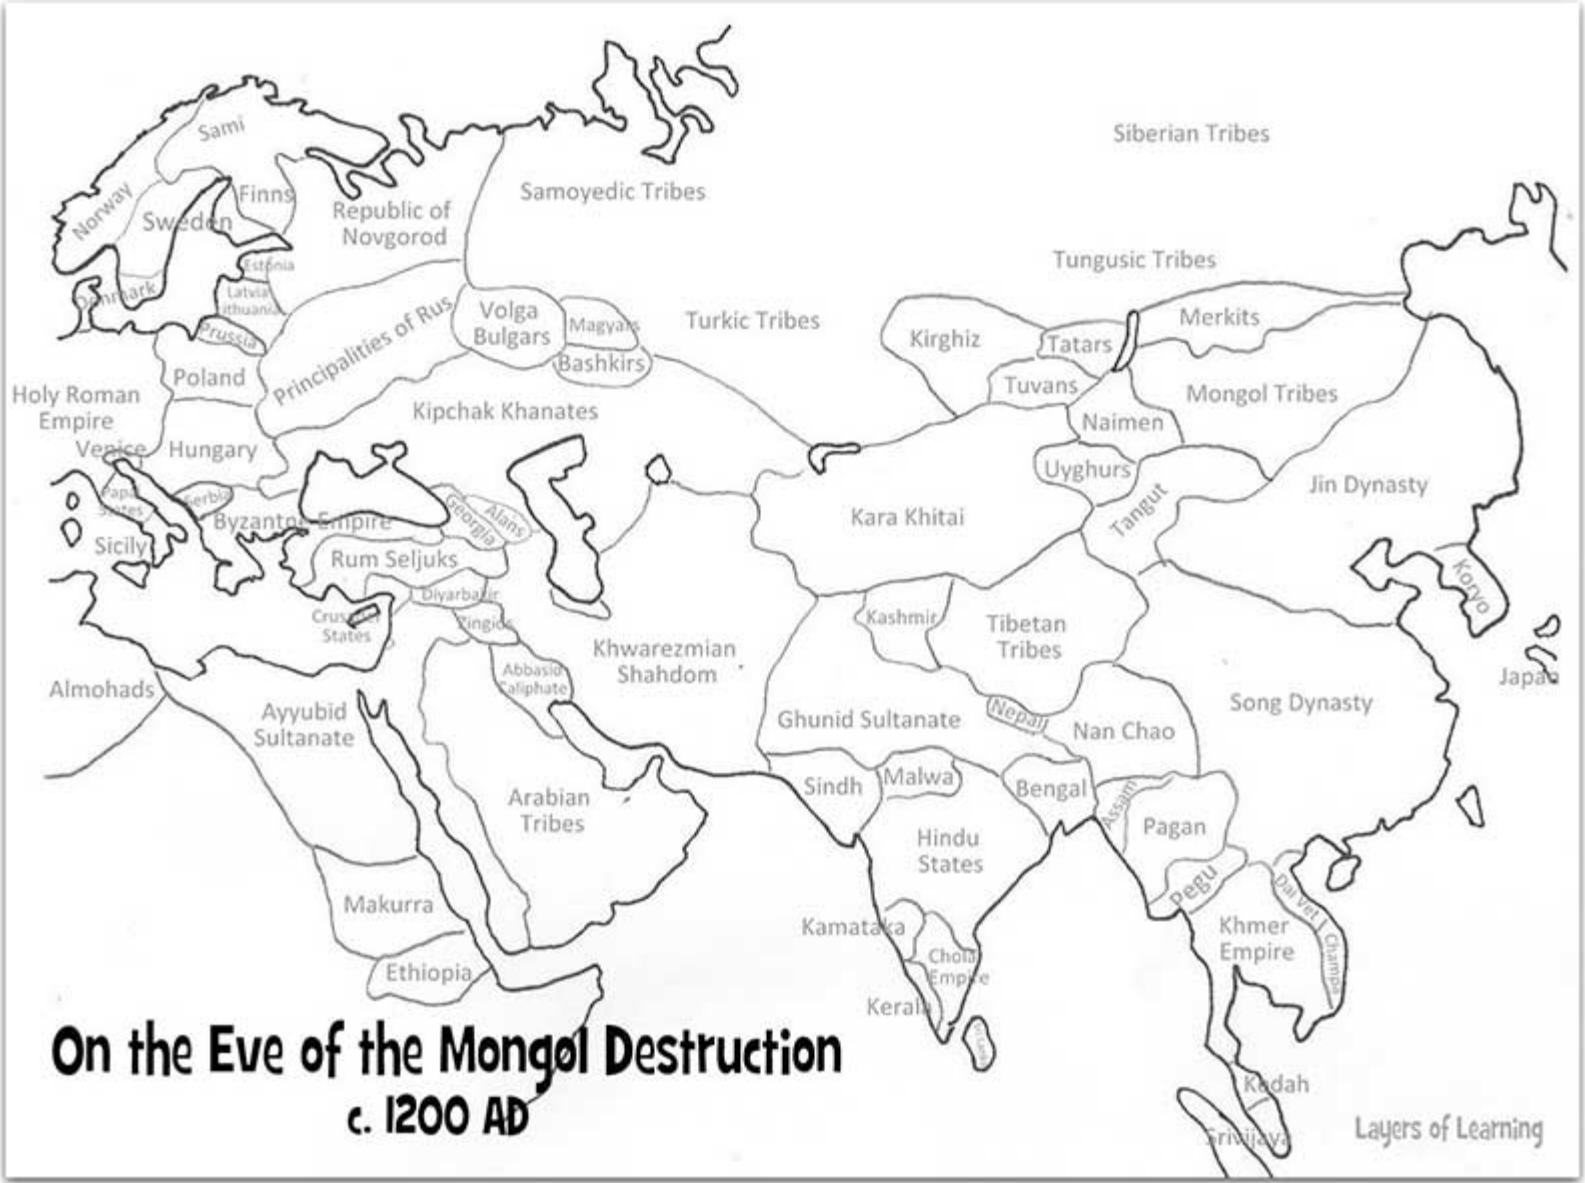 Siberian Tribes
Sami
Samoyedic Tribes
Finns
Norway
Sweden
Republic of
Novgorod
Tungusic Tribes
Estonia
Denmark
Latvia
Lithuania
Prussia
Principalities of Rus
Volga
Bulgars
Magyars
Bashkirs
Turkic Tribes
Kirghiz
Tatars
Merkits
Tuvans
Mongol Tribes
Naimen
Poland
Holy Roman
Empire
Kipchak Khanates
Venice
Hungary
Uyghurs
Jin Dynasty
Papal
States
Serbia
Byzantne Empire
Georgia
Alans
Kara Khitai
Tangut
Sicily
Rum Seljuks
Koryo
Diyarbakir
Crusader
States
Zingids
Kashmir
Tibetan
Tribes
Khwarezmian
Shahdom
Abbasid
Caliphate
Japan
Almohads
Ayyubid
Sultanate
Ghunid Sultanate
Nepal
Nan Chao
Song Dynasty
Sindh
Malwa
Bengal
Assam
Arabian
Tribes
Pagan
Hindu
States
Pegu
Dai Vet
Makurra
Kamataka
Khmer
Empire
Champa
Chola
Empire
Ethiopia
Kerala
Sri Lanka
On the Eve of the Mongol Destruction
c. 1200 AD
Kedah
Srivijaya
Layers of Learning